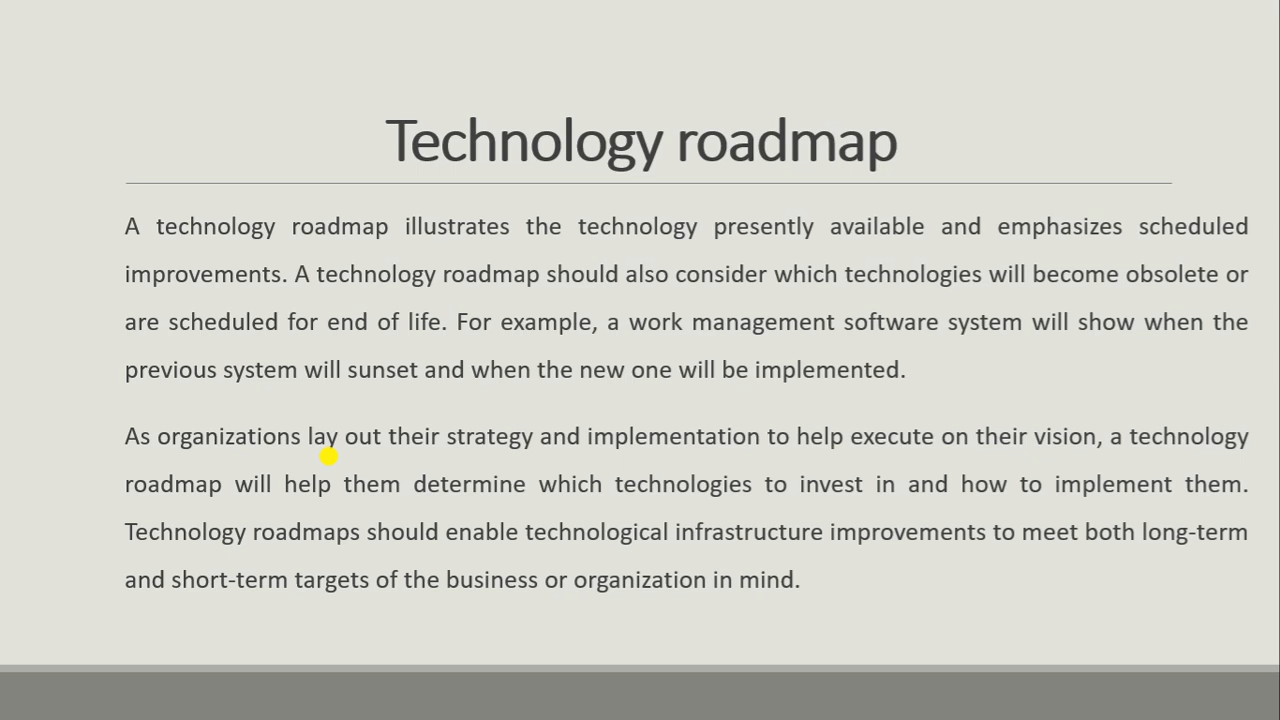 Technology roadmap
A technology roadmap illustrates the technology presently available and emphasizes scheduled
improvements. A technology roadmap should also consider which technologies will become obsolete or
are scheduled for end of life. For example, a work management software system will show when the
previous system will sunset and when the new one will be implemented.
As organizations lay out their strategy and implementation to help execute on their vision, a technology
roadmap will help them determine which technologies to invest in and how to implement them.
Technology roadmaps should enable technological infrastructure improvements to meet both long-term
and short-term targets of the business or organization in mind.